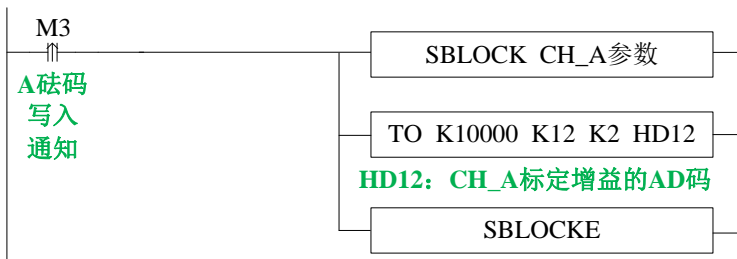 M3
A砝码
写入
通知
SBLOCK CH_A参数
TO K10000 K12 K2 HD12
HD12：CH_A标定增益的AD码
SBLOCKE